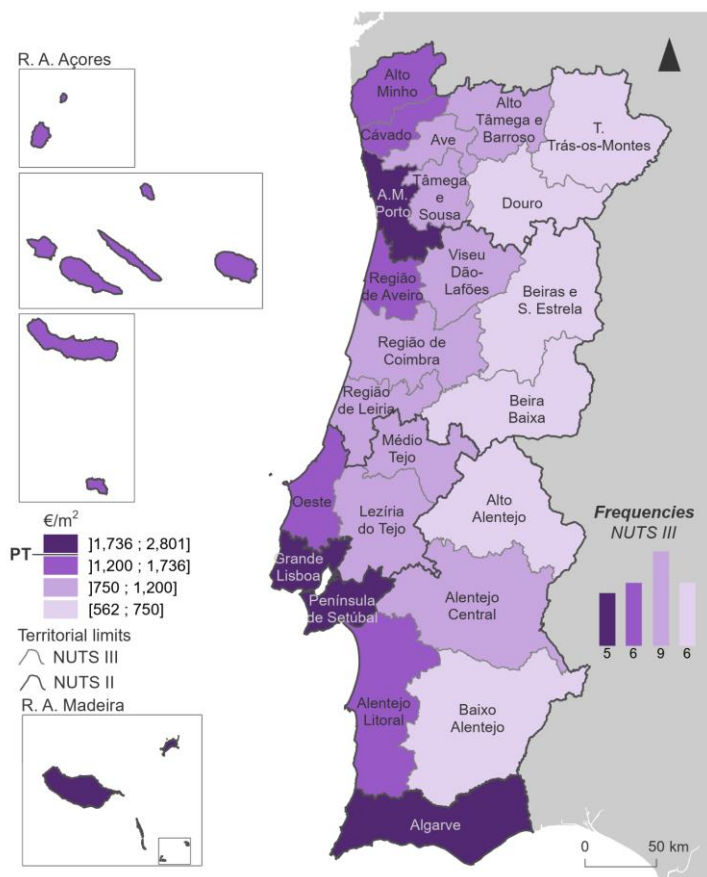 R. A. Açores
Alto
Minho
Cávado
Ave
Alto
Tâmega e
Barroso
T.
Trás-os-Montes
A.M.
Porto
Tâmega
e
Sousa
Douro
Região
de Aveiro
Viseu
Dão-
Lafões
Beiras e
S. Estrela
Região de
Coimbra
Região
de Leiria
Beira
Baixa
Médio
Tejo
Oeste
Lezíria
do Tejo
Alto
Alentejo
Grande
Lisboa
Península
de Setúbal
Alentejo
Central
Alentejo
Litoral
Baixo
Alentejo
Algarve
€/m²
PT
]1,736 ; 2,801]
]1,200 ; 1,736]
]750 ; 1,200]
[562 ; 750]
Territorial limits
NUTS III
NUTS II
R. A. Madeira
Frequencies
NUTS III
5 6 9 6
0 50 km